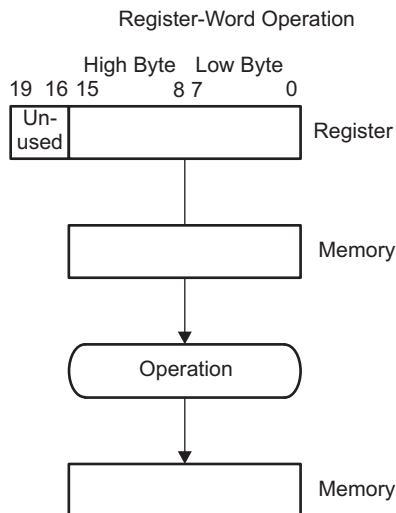 Register-Word Operation
High Byte Low Byte
19 16 15 8 7 0
Un-
used
Register
Memory
Operation
Memory